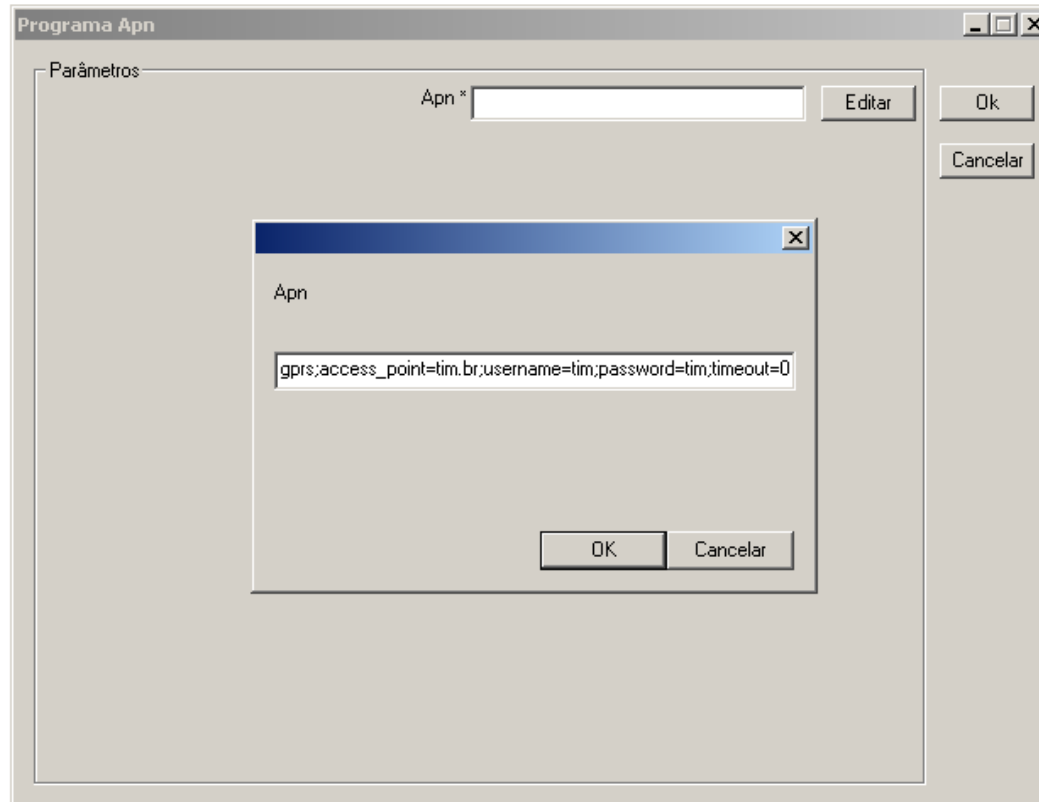 Programa Apn
Parâmetros
Apn *
Editar
Ok
Cancelar
Apn
gprs;access_point=tim.br;username=tim;password=tim;timeout=0
OK
Cancelar